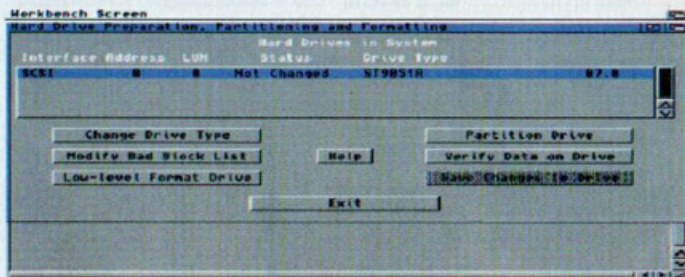 Workbench Screen
Hard Drive Preparation, Partitioning and Formatting
Hard Drives in System
Interface Address LUN Status Drive Type
SCSI 0 0 Not Changed ST9051A 07.0
Change Drive Type
Partition Drive
Modify Bad Block List
Help
Verify Data on Drive
Low-level Format Drive
Save Changes to Drive
Exit